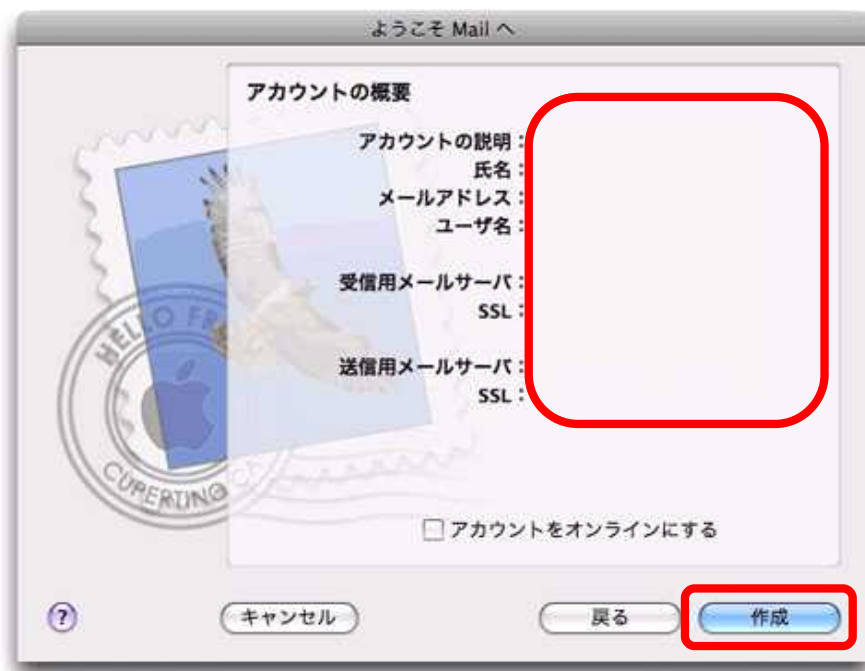 ようこそ Mail へ
アカウントの概要
アカウントの説明：
氏名：
メールアドレス：
ユーザ名：
受信用メールサーバ：
SSL：
送信用メールサーバ：
SSL：
HELLO FR
CUPERTINO C
アカウントをオンラインにする
? キャンセル 戻る 作成